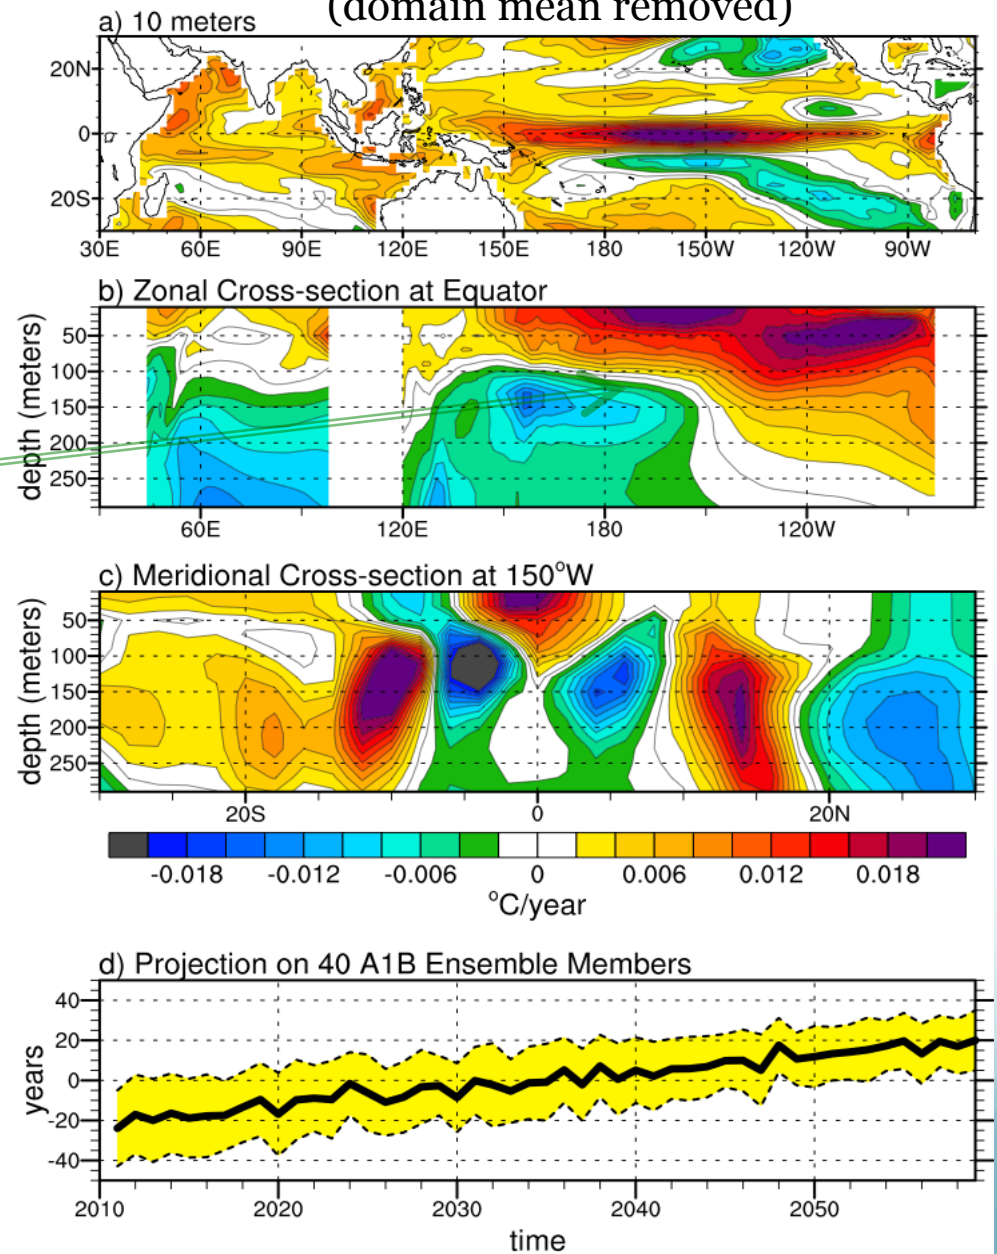 (domain mean removed)
a) 10 meters
20N
0
20S
30E 60E 90E 120E 150E 180 150W 120W 90W
b) Zonal Cross-section at Equator
depth (meters)
50
100
150
200
250
60E 120E 180 120W
c) Meridional Cross-section at 150°W
depth (meters)
50
100
150
200
250
20S 0 20N
-0.018 -0.012 -0.006 0 0.006 0.012 0.018
°C/year
d) Projection on 40 A1B Ensemble Members
years
40
20
0
-20
-40
2010 2020 2030 2040 2050
time